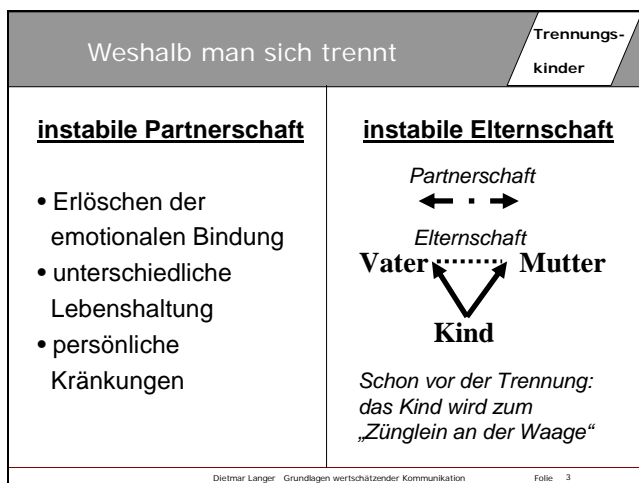 Weshalb man sich trennt
Trennungs-
kinder
instabile Partnerschaft
• Erlöschen der
emotionalen Bindung
• unterschiedliche
Lebenshaltung
• persönliche
Kränkungen
instabile Elternschaft
Partnerschaft
Elternschaft
Vater Mutter
Kind
Schon vor der Trennung:
das Kind wird zum
„Zünglein an der Waage“
Dietmar Langer Grundlagen wertschätzender Kommunikation Folie 3